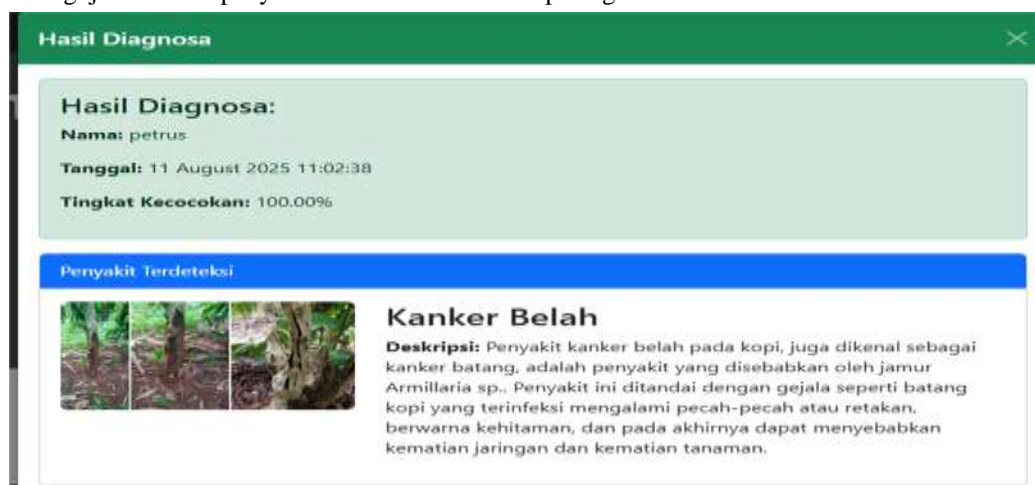 Hasil Diagnosa
Hasil Diagnosa:
Nama: petrus
Tanggal: 11 August 2025 11:02:38
Tingkat Kecocokan: 100.00%
Penyakit Terdeteksi
Kanker Belah
Deskripsi: Penyakit kanker belah pada kopi, juga dikenal sebagai
kanker batang, adalah penyakit yang disebabkan oleh jamur
Armillaria sp.. Penyakit ini ditandai dengan gejala seperti batang
kopi yang terinfeksi mengalami pecah-pecah atau retakan,
berwarna kehitaman, dan pada akhirnya dapat menyebabkan
kematian jaringan dan kematian tanaman.